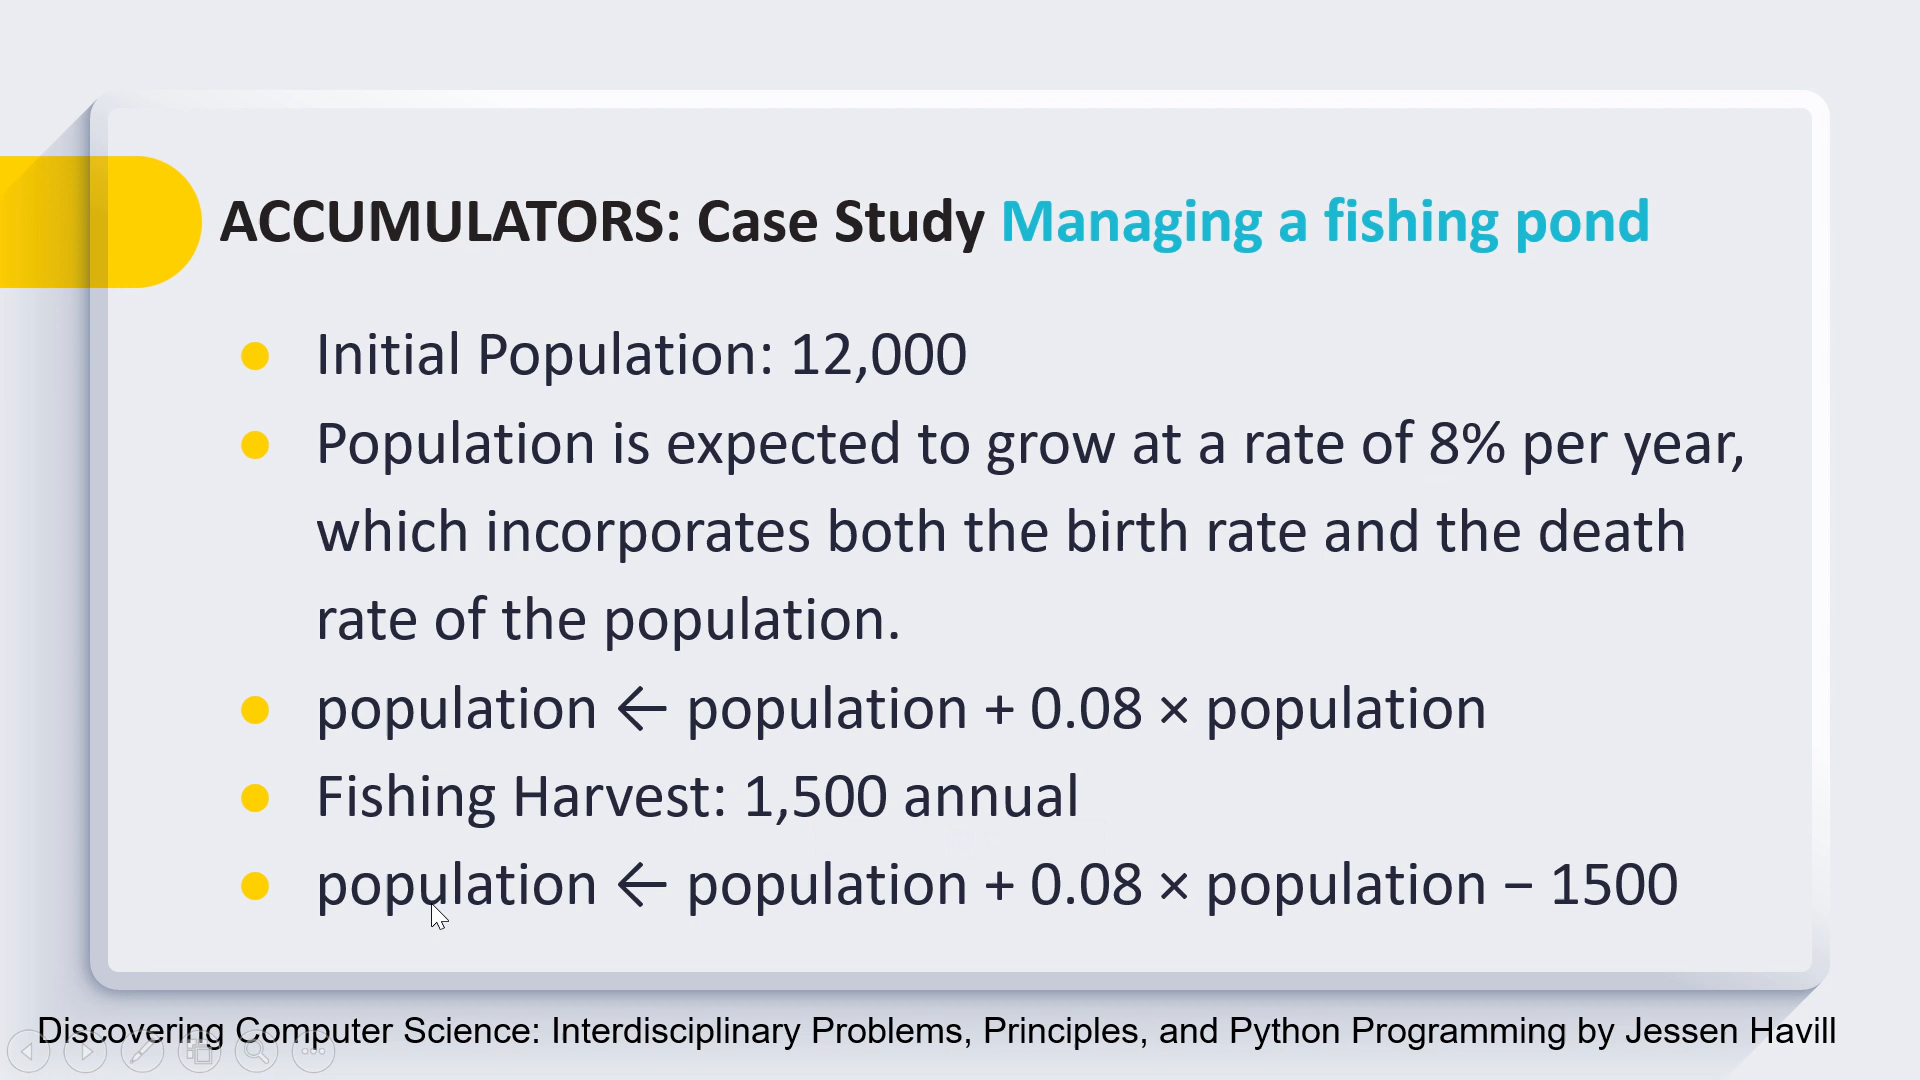 ACCUMULATORS: Case Study Managing a fishing pond
Initial Population: 12,000
Population is expected to grow at a rate of 8% per year,
which incorporates both the birth rate and the death
rate of the population.
population ← population + 0.08 × population
Fishing Harvest: 1,500 annual
population ← population + 0.08 × population − 1500
Discovering Computer Science: Interdisciplinary Problems, Principles, and Python Programming by Jessen Havill